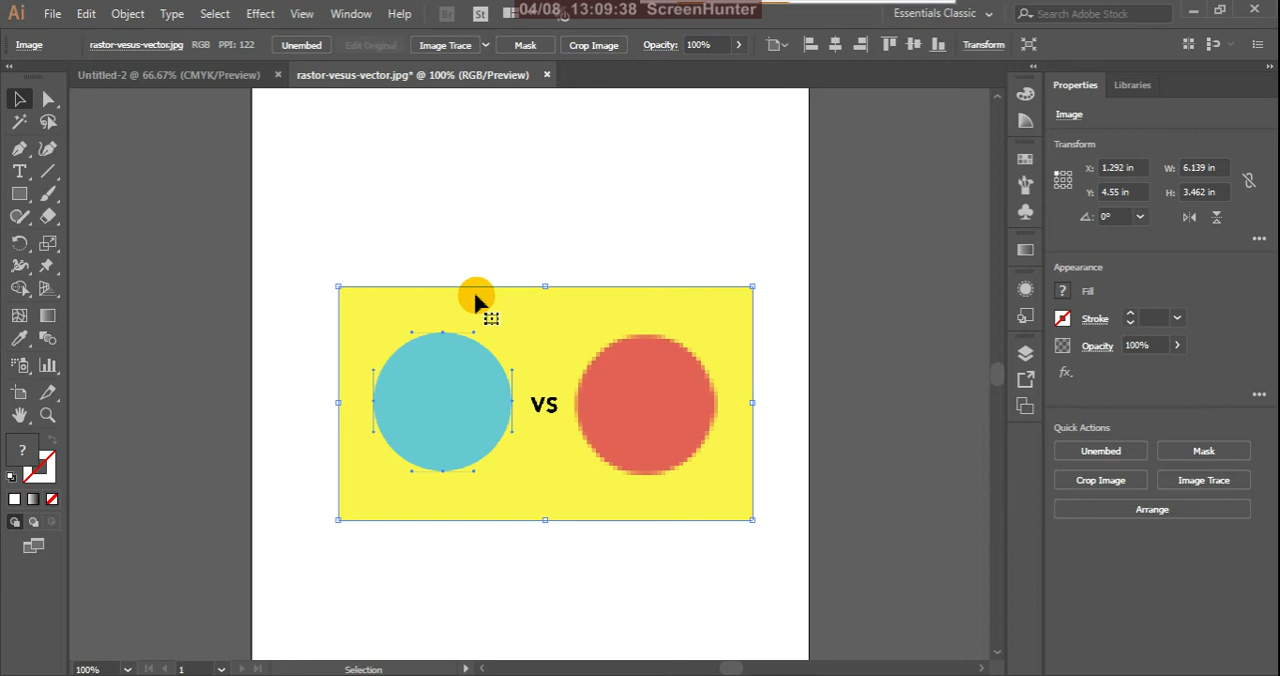 Ai File Edit Object Type Select Effect View Window Help Br St 04/08 13:09:38 ScreenHunter Essentials Classic Search Adobe Stock
Image rastor-vesus-vector.jpg RGB PPI: 122 Unembed Edit Original Image Trace Mask Crop Image Opacity: 100% Transform
Untitled-2 @ 66.67% (CMYK/Preview) × rastor-vesus-vector.jpg* @ 100% (RGB/Preview) ×
Properties Libraries
Image
Transform
X: 1.292 in W: 6.139 in
Y: 4.55 in H: 3.462 in
0°
Appearance
? Fill
Stroke
Opacity 100%
fx.
VS
Quick Actions
? Unembed Mask
Crop Image Image Trace
Arrange
100% 1 Selection